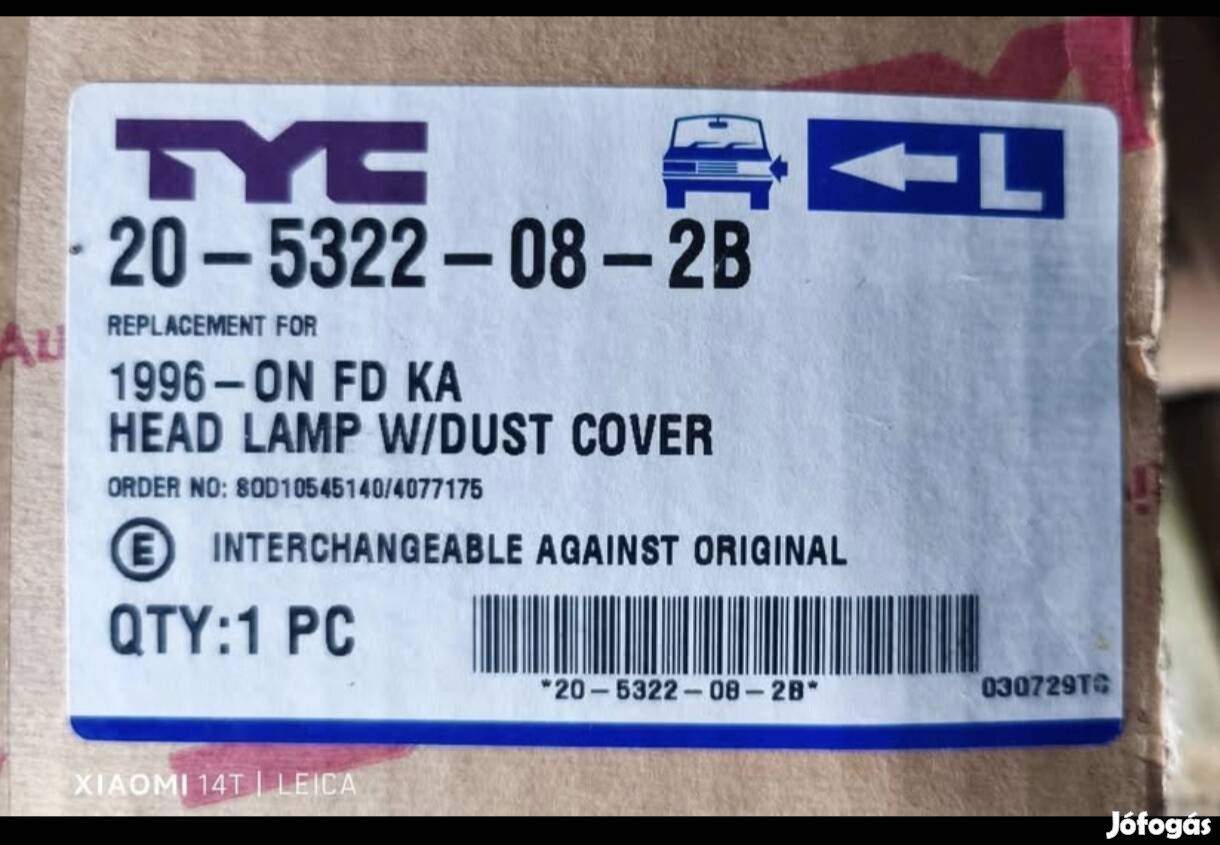 TYC
L
20-5322-08-2B
REPLACEMENT FOR
1996-ON FD KA
HEAD LAMP W/DUST COVER
ORDER NO: 80D10545140/4077175
E INTERCHANGEABLE AGAINST ORIGINAL
QTY:1 PC
*20-5322-08-2B*
030729TC
XIAOMI 14T | LEICA
Jófogás